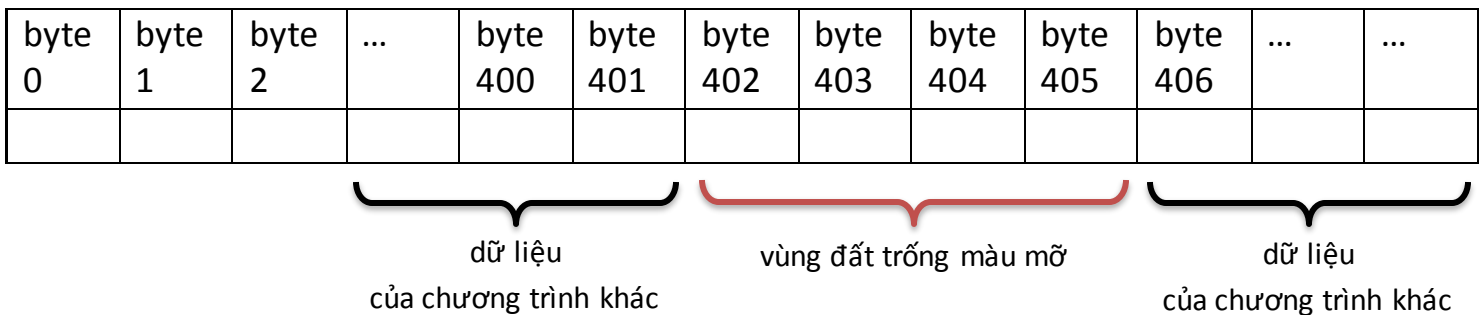 byte byte byte ... byte byte byte byte byte byte byte ... ...
0 1 2 400 401 402 403 404 405 406
dữ liệu vùng đất trống màu mỡ dữ liệu
của chương trình khác của chương trình khác